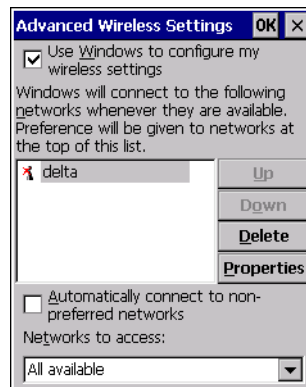 Advanced Wireless Settings OK ×
Use Windows to configure my
wireless settings
Windows will connect to the following
networks whenever they are available.
Preference will be given to networks at
the top of this list.
delta
Up
Down
Delete
Properties
Automatically connect to non-
preferred networks
Networks to access:
All available